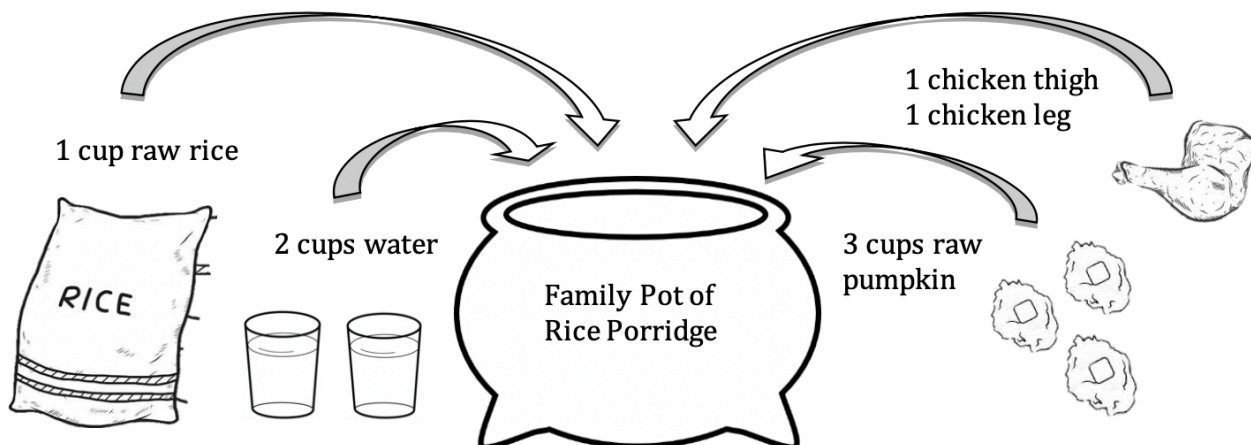 1 cup raw rice
RICE
2 cups water
Family Pot of
Rice Porridge
1 chicken thigh
1 chicken leg
3 cups raw
pumpkin